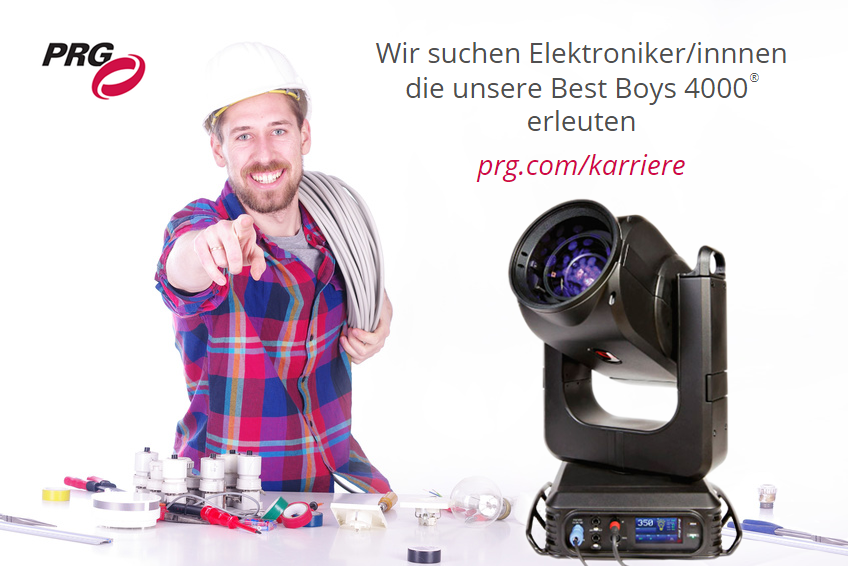 PRG
Wir suchen Elektroniker/innnen
die unsere Best Boys 4000®
erleuten
prg.com/karriere
350